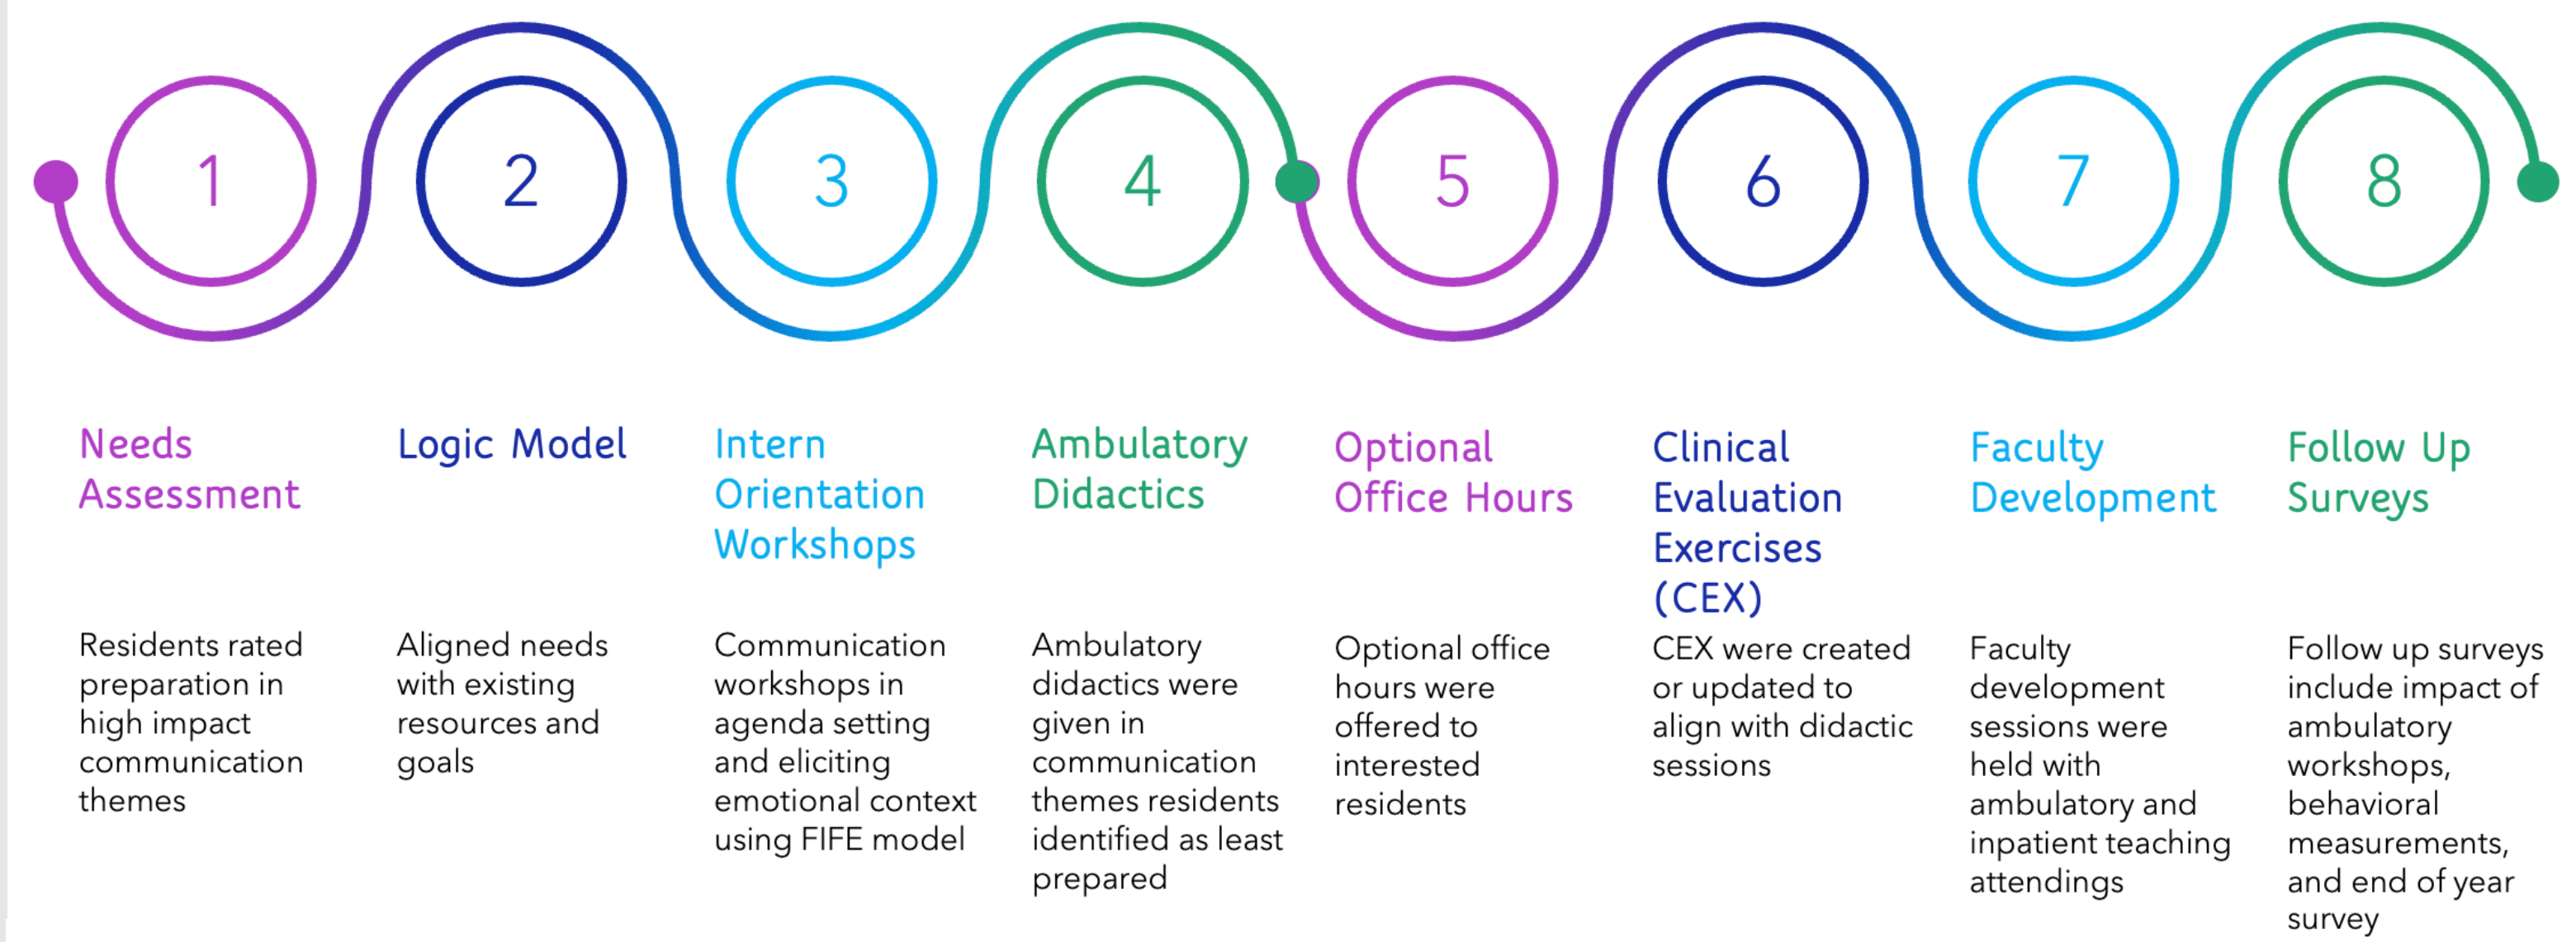 1
2
3
4
5
6
7
8
Needs
Assessment
Residents rated
preparation in
high impact
communication
themes
Logic Model
Aligned needs
with existing
resources and
goals
Intern
Orientation
Workshops
Communication
workshops in
agenda setting
and eliciting
emotional context
using FIFE model
Ambulatory
Didactics
Ambulatory
didactics were
given in
communication
themes residents
identified as least
prepared
Optional
Office Hours
Optional office
hours were
offered to
interested
residents
Clinical
Evaluation
Exercises
(CEX)
CEX were created
or updated to
align with didactic
sessions
Faculty
Development
Faculty
development
sessions were
held with
ambulatory and
inpatient teaching
attendings
Follow Up
Surveys
Follow up surveys
include impact of
ambulatory
workshops,
behavioral
measurements,
and end of year
survey